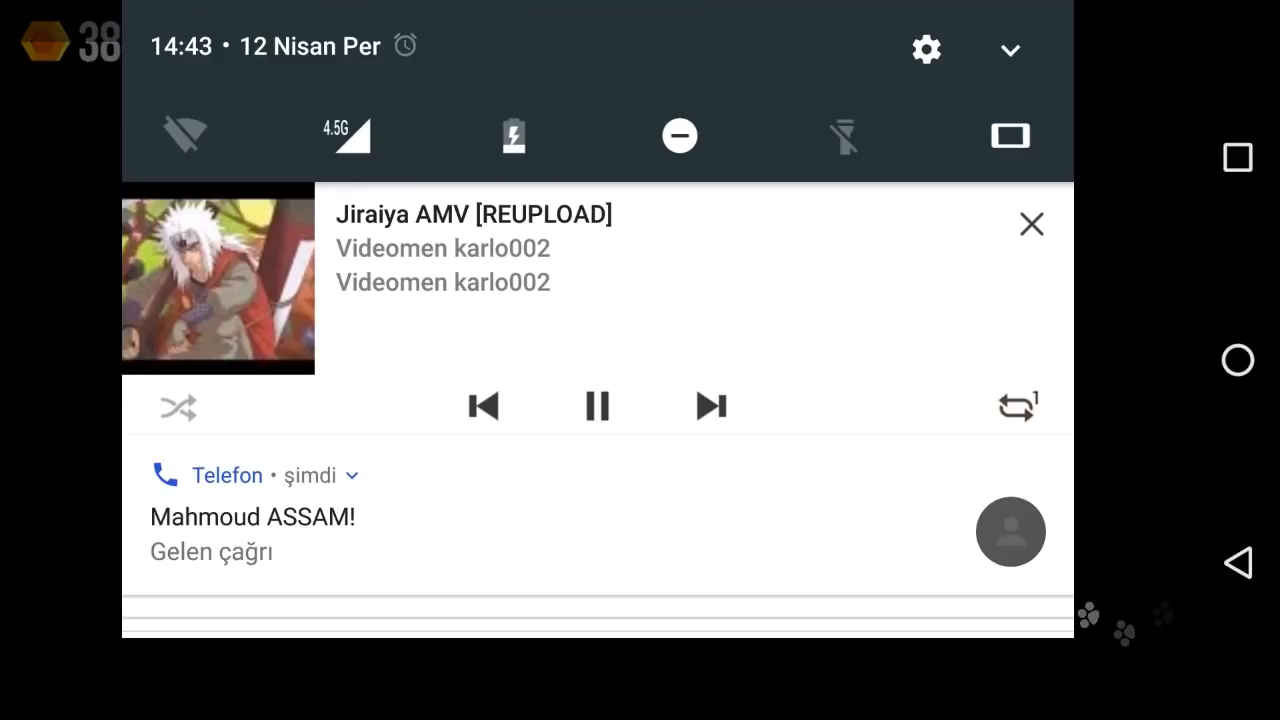 38
14:43 • 12 Nisan Per
4.5G
Jiraiya AMV [REUPLOAD]
Videomen karlo002
Videomen karlo002
1
Telefon • şimdi
Mahmoud ASSAM!
Gelen çağrı